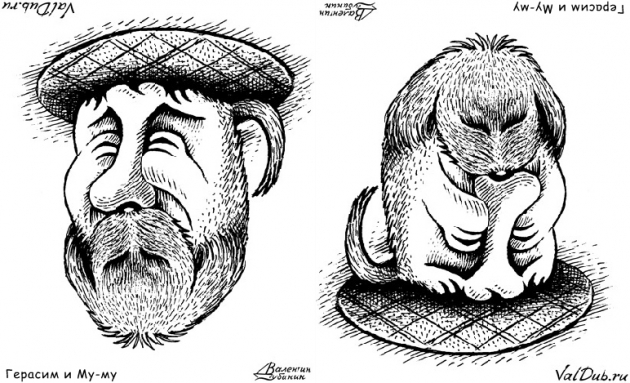 ValDub.ru
Валентин
Дубинин
Герасим и Му-му
Герасим и Му-му
Валентин
Дубинин
ValDub.ru